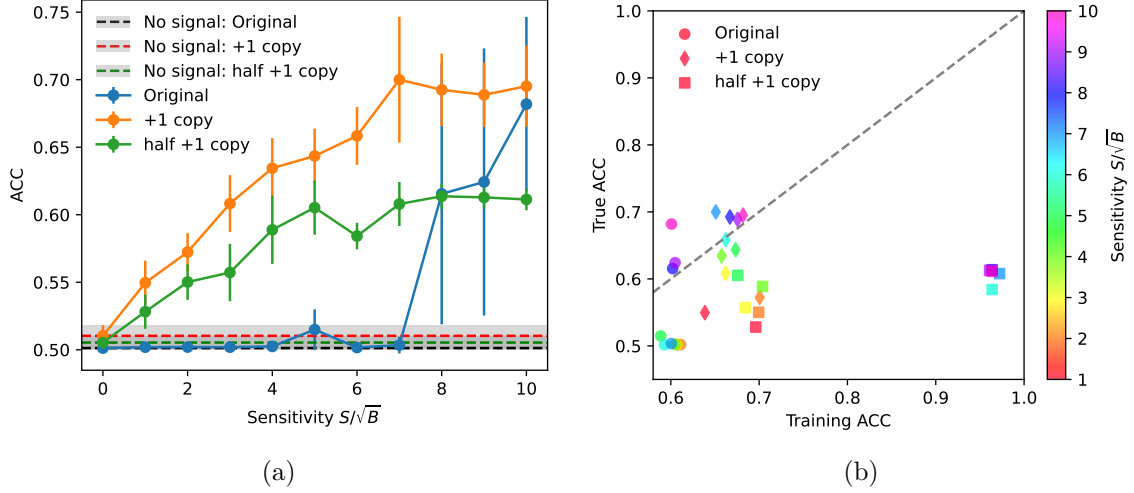 No signal: Original
No signal: +1 copy
No signal: half +1 copy
Original
+1 copy
half +1 copy
ACC
0.75
0.70
0.65
0.60
0.55
0.50
0 2 4 6 8 10
Sensitivity S/√B
(a)
Original
+1 copy
half +1 copy
True ACC
1.0
0.9
0.8
0.7
0.6
0.5
0.6 0.7 0.8 0.9 1.0
Training ACC
10
9
8
7
6
5
4
3
2
1
Sensitivity S/√B
(b)